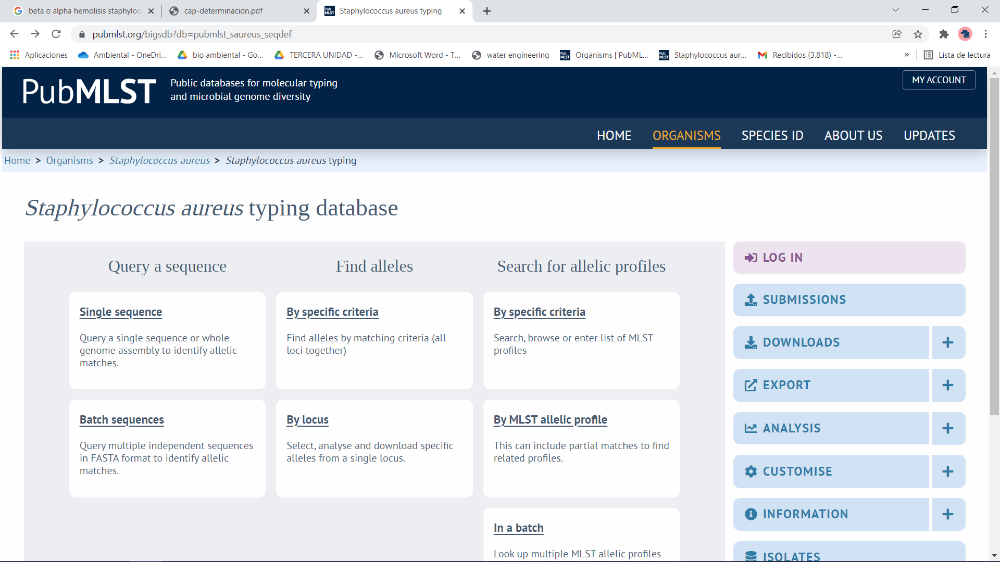 beta o alpha hemolisis staphyloc
cap-determinacion.pdf
Staphylococcus aureus typing
pubmlst.org/bigsdb?db=pubmlst_saureus_seqdef
Aplicaciones
Ambiental - OneDri...
bio ambiental - Go...
TERCERA UNIDAD -...
Microsoft Word - T...
water engineering
Organisms | PubML...
Staphylococcus aur...
Recibidos (3.818) -...
»
Lista de lectura
PubMLST
Public databases for molecular typing
and microbial genome diversity
MY ACCOUNT
HOME
ORGANISMS
SPECIES ID
ABOUT US
UPDATES
Home > Organisms > Staphylococcus aureus > Staphylococcus aureus typing
Staphylococcus aureus typing database
Query a sequence
Single sequence
Query a single sequence or whole
genome assembly to identify allelic
matches.
Batch sequences
Query multiple independent sequences
in FASTA format to identify allelic
matches.
Find alleles
By specific criteria
Find alleles by matching criteria (all
loci together)
By locus
Select, analyse and download specific
alleles from a single locus.
Search for allelic profiles
By specific criteria
Search, browse or enter list of MLST
profiles
By MLST allelic profile
This can include partial matches to find
related profiles.
In a batch
Look up multiple MLST allelic profiles
LOG IN
SUBMISSIONS
DOWNLOADS
EXPORT
ANALYSIS
CUSTOMISE
INFORMATION
ISOLATES